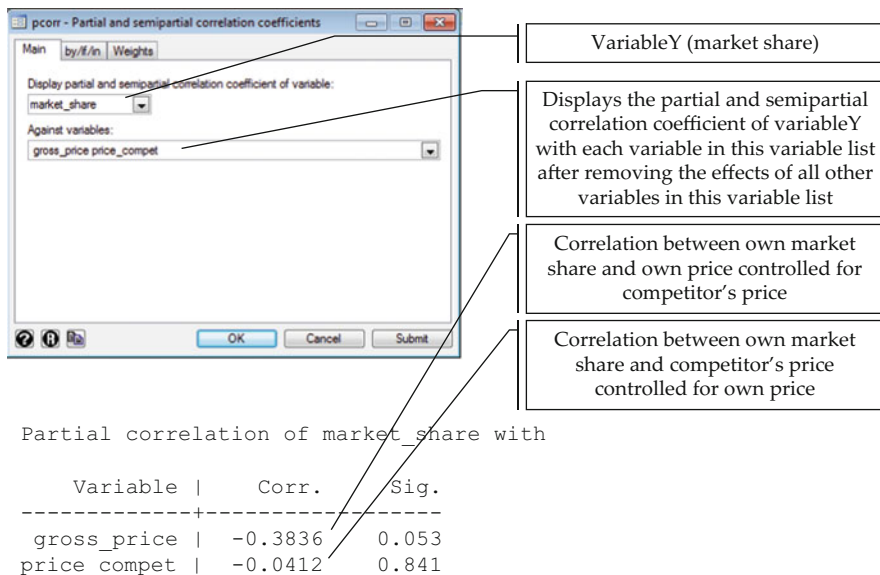 pcorr - Partial and semipartial correlation coefficients
Main by/if/in Weights
Display partial and semipartial correlation coefficient of variable:
market_share
Against variables:
gross_price price_compet
OK Cancel Submit
VariableY (market share)
Displays the partial and semipartial
correlation coefficient of variableY
with each variable in this variable list
after removing the effects of all other
variables in this variable list
Correlation between own market
share and own price controlled for
competitor’s price
Correlation between own market
share and competitor’s price
controlled for own price
Partial correlation of market_share with
Variable | Corr. Sig.
-------------+------------------
gross_price | -0.3836 0.053
price compet | -0.0412 0.841